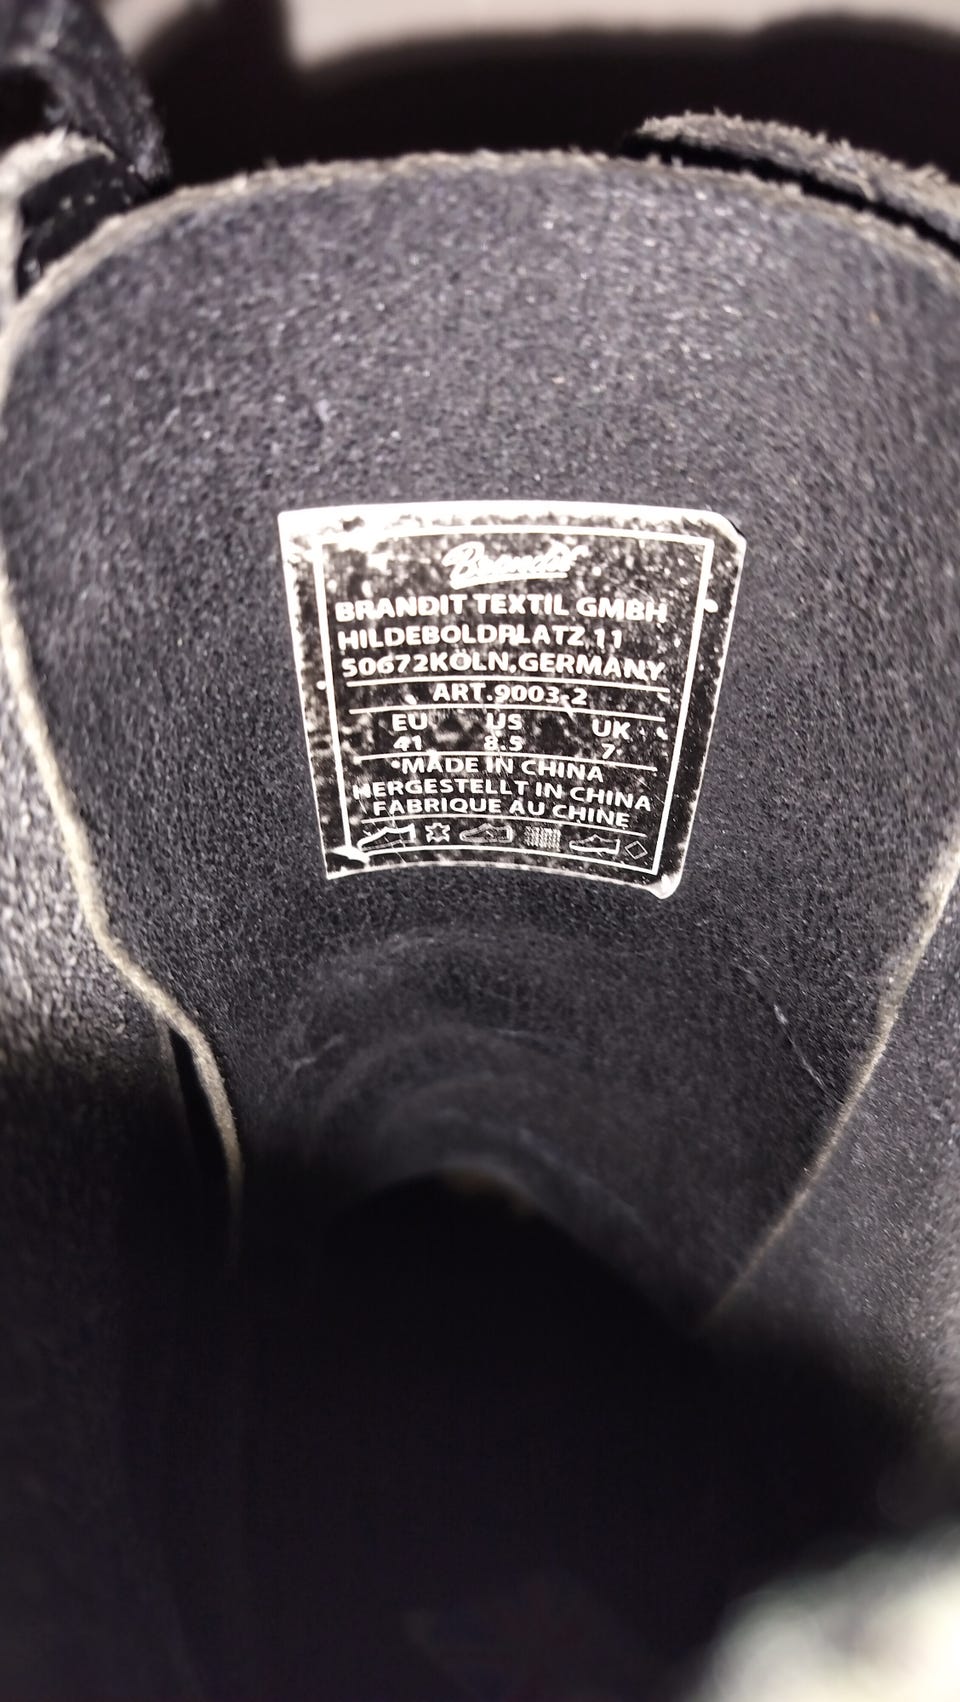 Brandit
BRANDIT TEXTIL GMBH
HILDEBOLDPLATZ 11
50672KÖLN,GERMANY
ART.9003-2
EU US UK
41 8.5 7
MADE IN CHINA
HERGESTELLT IN CHINA
FABRIQUE AU CHINE